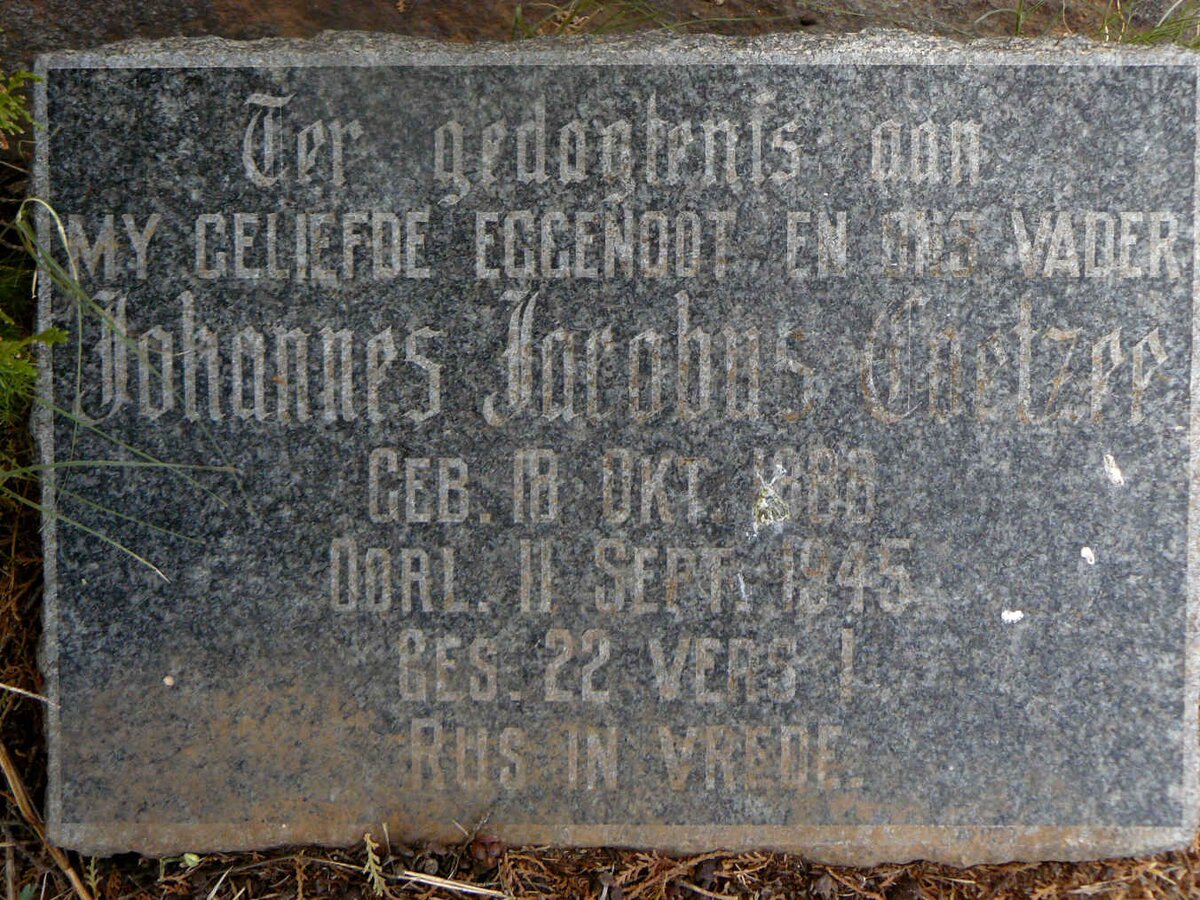 Ter gedagtenis aan
MY GELIEFDE EGGENOOT EN ONS VADER
Johannes Jacobus Coetzee
GEB. 18 OKT.
OORL. 11 SEPT. 1945
GES. 22 VERS 1
RUS IN VREDE.